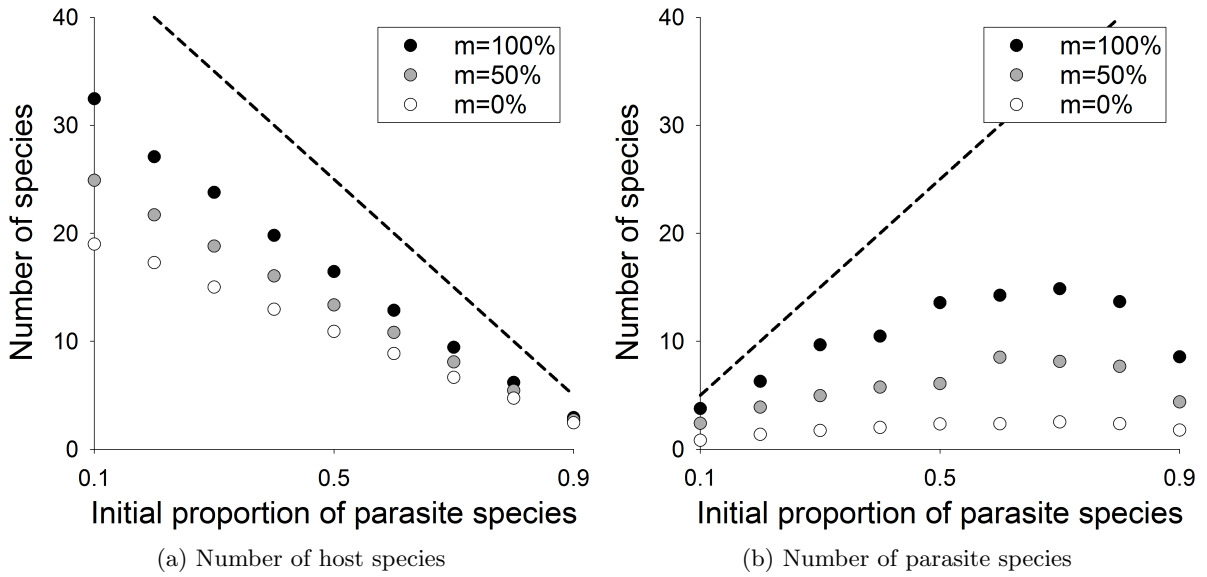 40
30
20
10
0
Number of species
m=100%
m=50%
m=0%
0.1
0.5
0.9
Initial proportion of parasite species
(a) Number of host species
40
30
20
10
0
Number of species
m=100%
m=50%
m=0%
0.1
0.5
0.9
Initial proportion of parasite species
(b) Number of parasite species